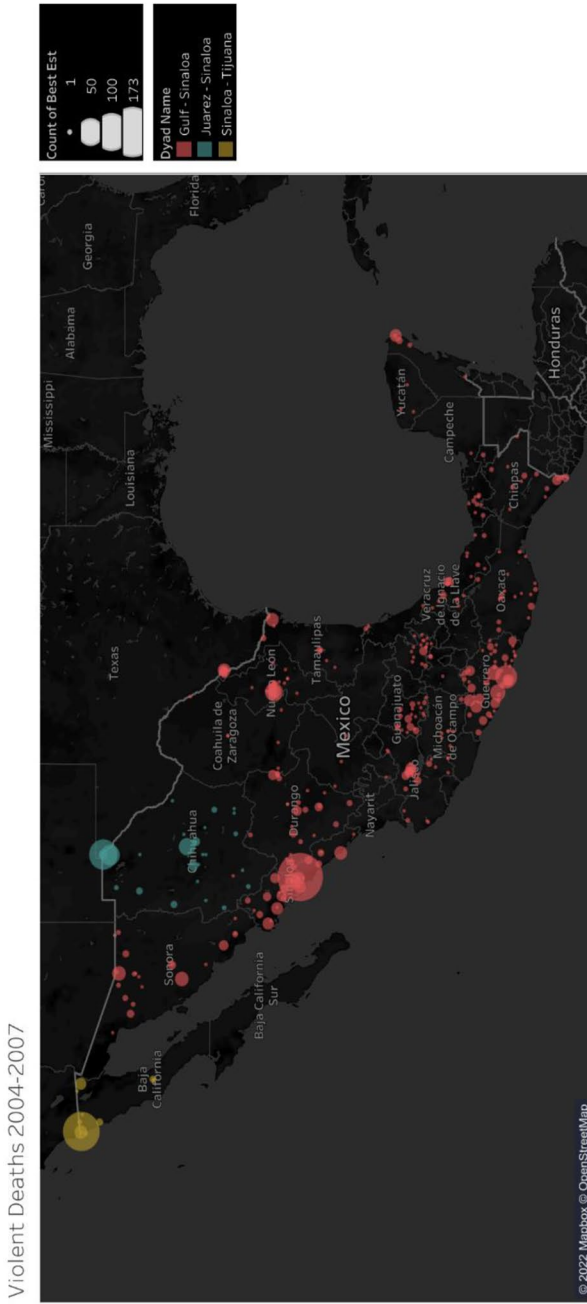 Violent Deaths 2004-2007
Count of Best Est
1
50
100
173
Dyad Name
Gulf - Sinaloa
Juarez - Sinaloa
Sinaloa - Tijuana
Mississippi
Alabama
Georgia
Florida
Louisiana
Texas
Baja
California
Sonora
Chihuahua
Coahuila de
Zaragoza
León
Tamaulipas
Durango
Baja California
Sur
Mexico
Nayarit
Guanajuato
Jalisco
Yucatán
Veracruz
de Ignacio
de la Llave
Campeche
Michoacán
de Ocampo
Guerrero
Oaxaca
Chiapas
Honduras
© 2022 Mapbox © OpenStreetMap